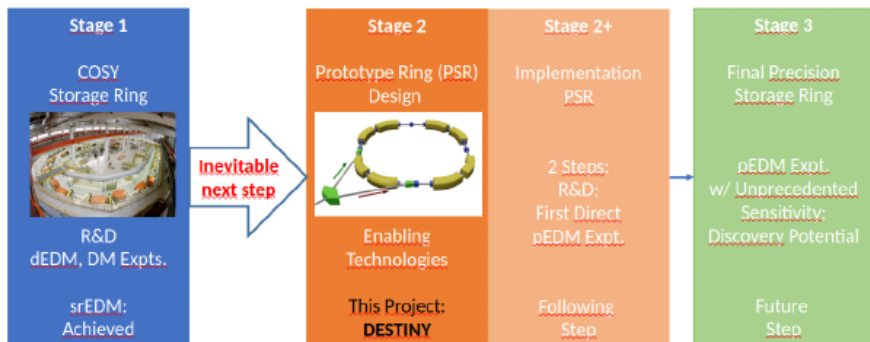 Stage 1
COSY
Storage Ring
R&D
dEDM, DM Expts.
srEDM:
Achieved
Inevitable
next step
Stage 2
Prototype Ring (PSR)
Design
Enabling
Technologies
This Project:
DESTINY
Stage 2+
Implementation
PSR
2 Steps:
R&D;
First Direct
pEDM Expt.
Following
Step
Stage 3
Final Precision
Storage Ring
pEDM Expt.
w/ Unprecedented
Sensitivity;
Discovery Potential
Future
Step